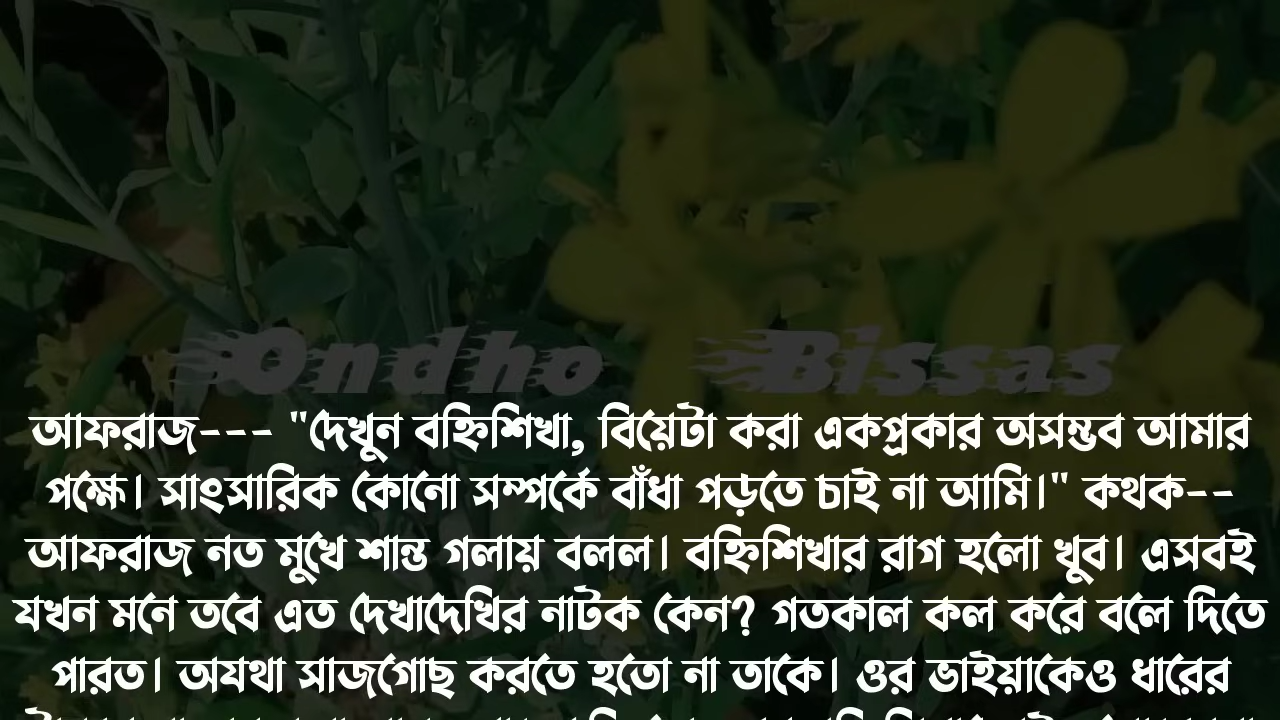 Ondho Bissas
আফরাজ--- "দেখুন বহ্নিশিখা, বিয়েটা করা একপ্রকার অসম্ভব আমার
পক্ষে। সাংসারিক কোনো সম্পর্কে বাঁধা পড়তে চাই না আমি।" কথক--
আফরাজ নত মুখে শান্ত গলায় বলল। বহ্নিশিখার রাগ হলো খুব। এসবই
যখন মনে তবে এত দেখাদেখির নাটক কেন? গতকাল কল করে বলে দিতে
পারত। অযথা সাজগোছ করতে হতো না তাকে। ওর ভাইয়াকেও ধারের